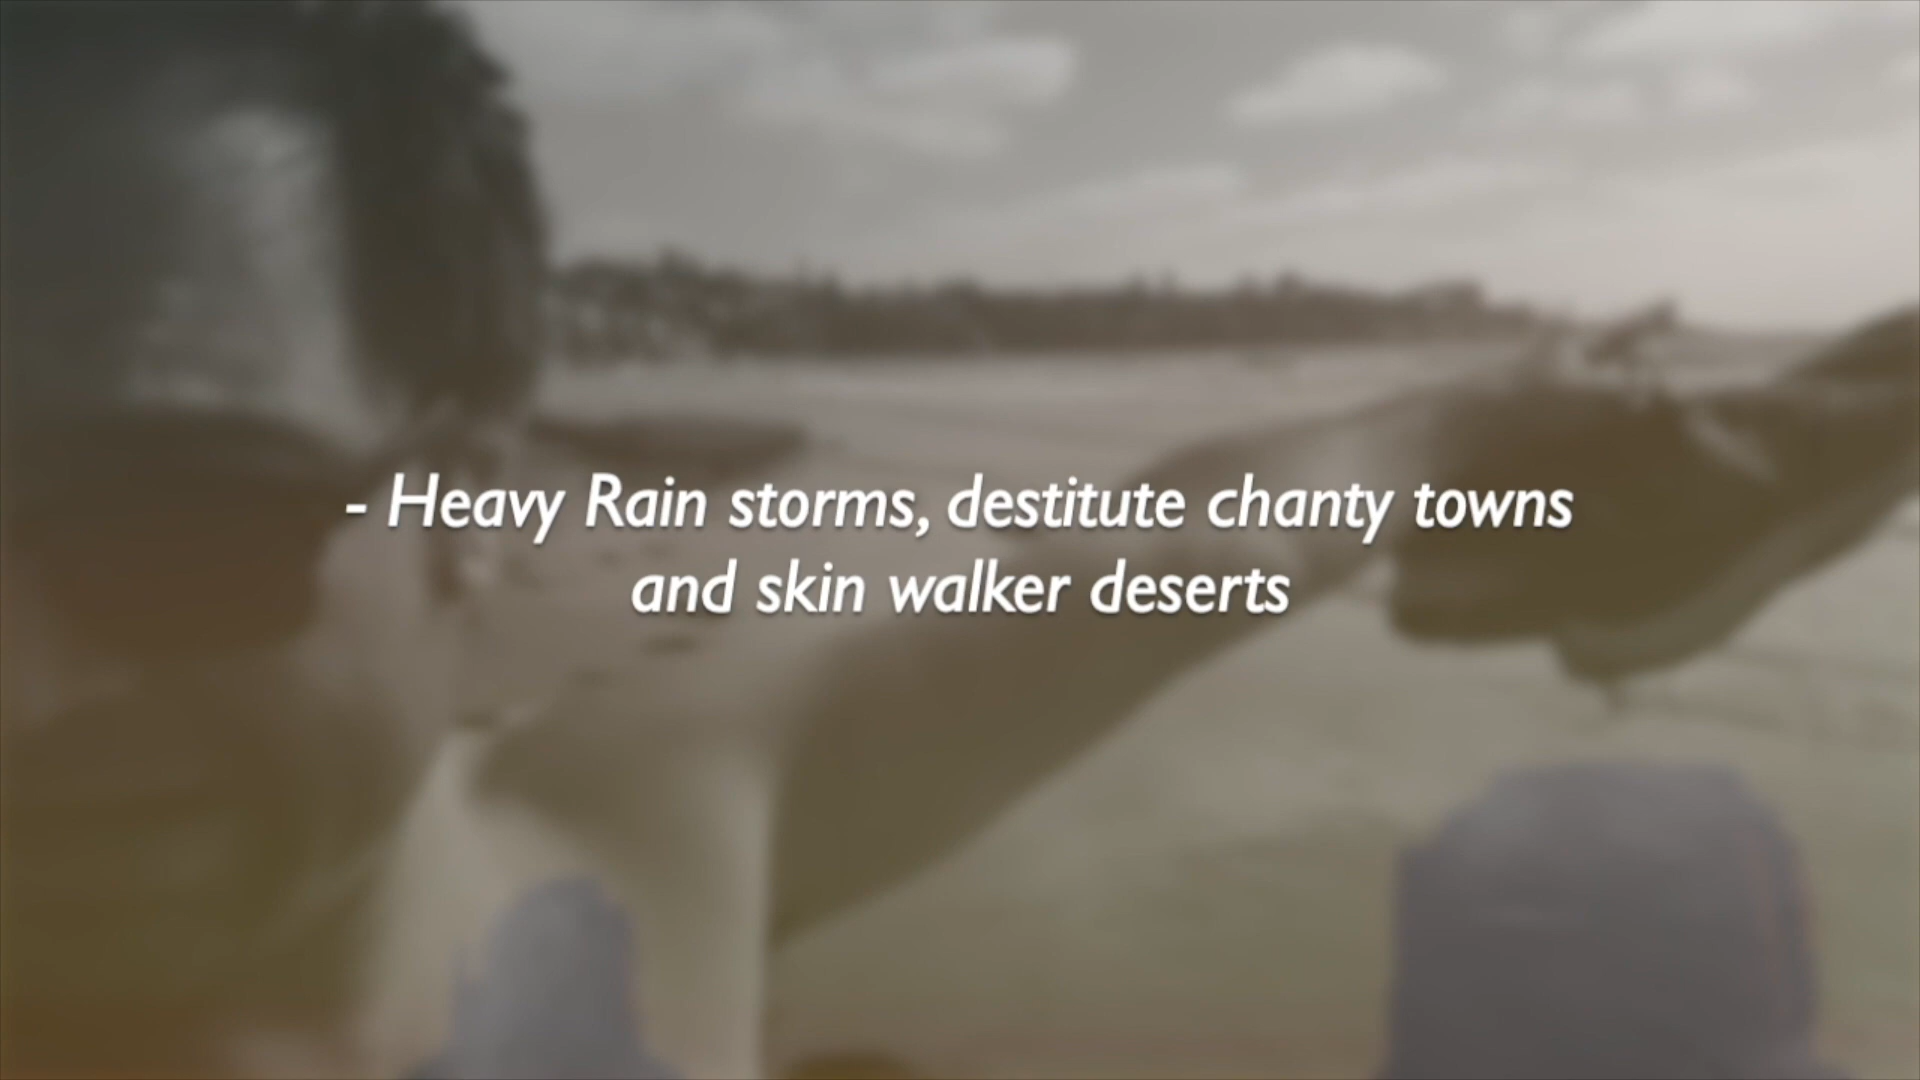 - Heavy Rain storms, destitute chanty towns
and skin walker deserts